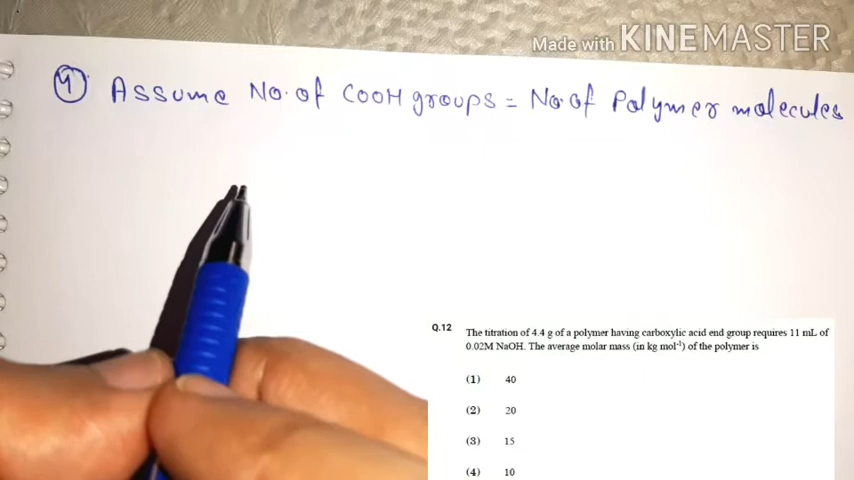 Made with KINEMASTER
4 Assume No. of COOH groups = No. of Polymer molecules
Q.12 The titration of 4.4 g of a polymer having carboxylic acid end group requires 11 mL of
0.02M NaOH. The average molar mass (in kg mol⁻¹) of the polymer is
(1) 40
(2) 20
(3) 15
(4) 10